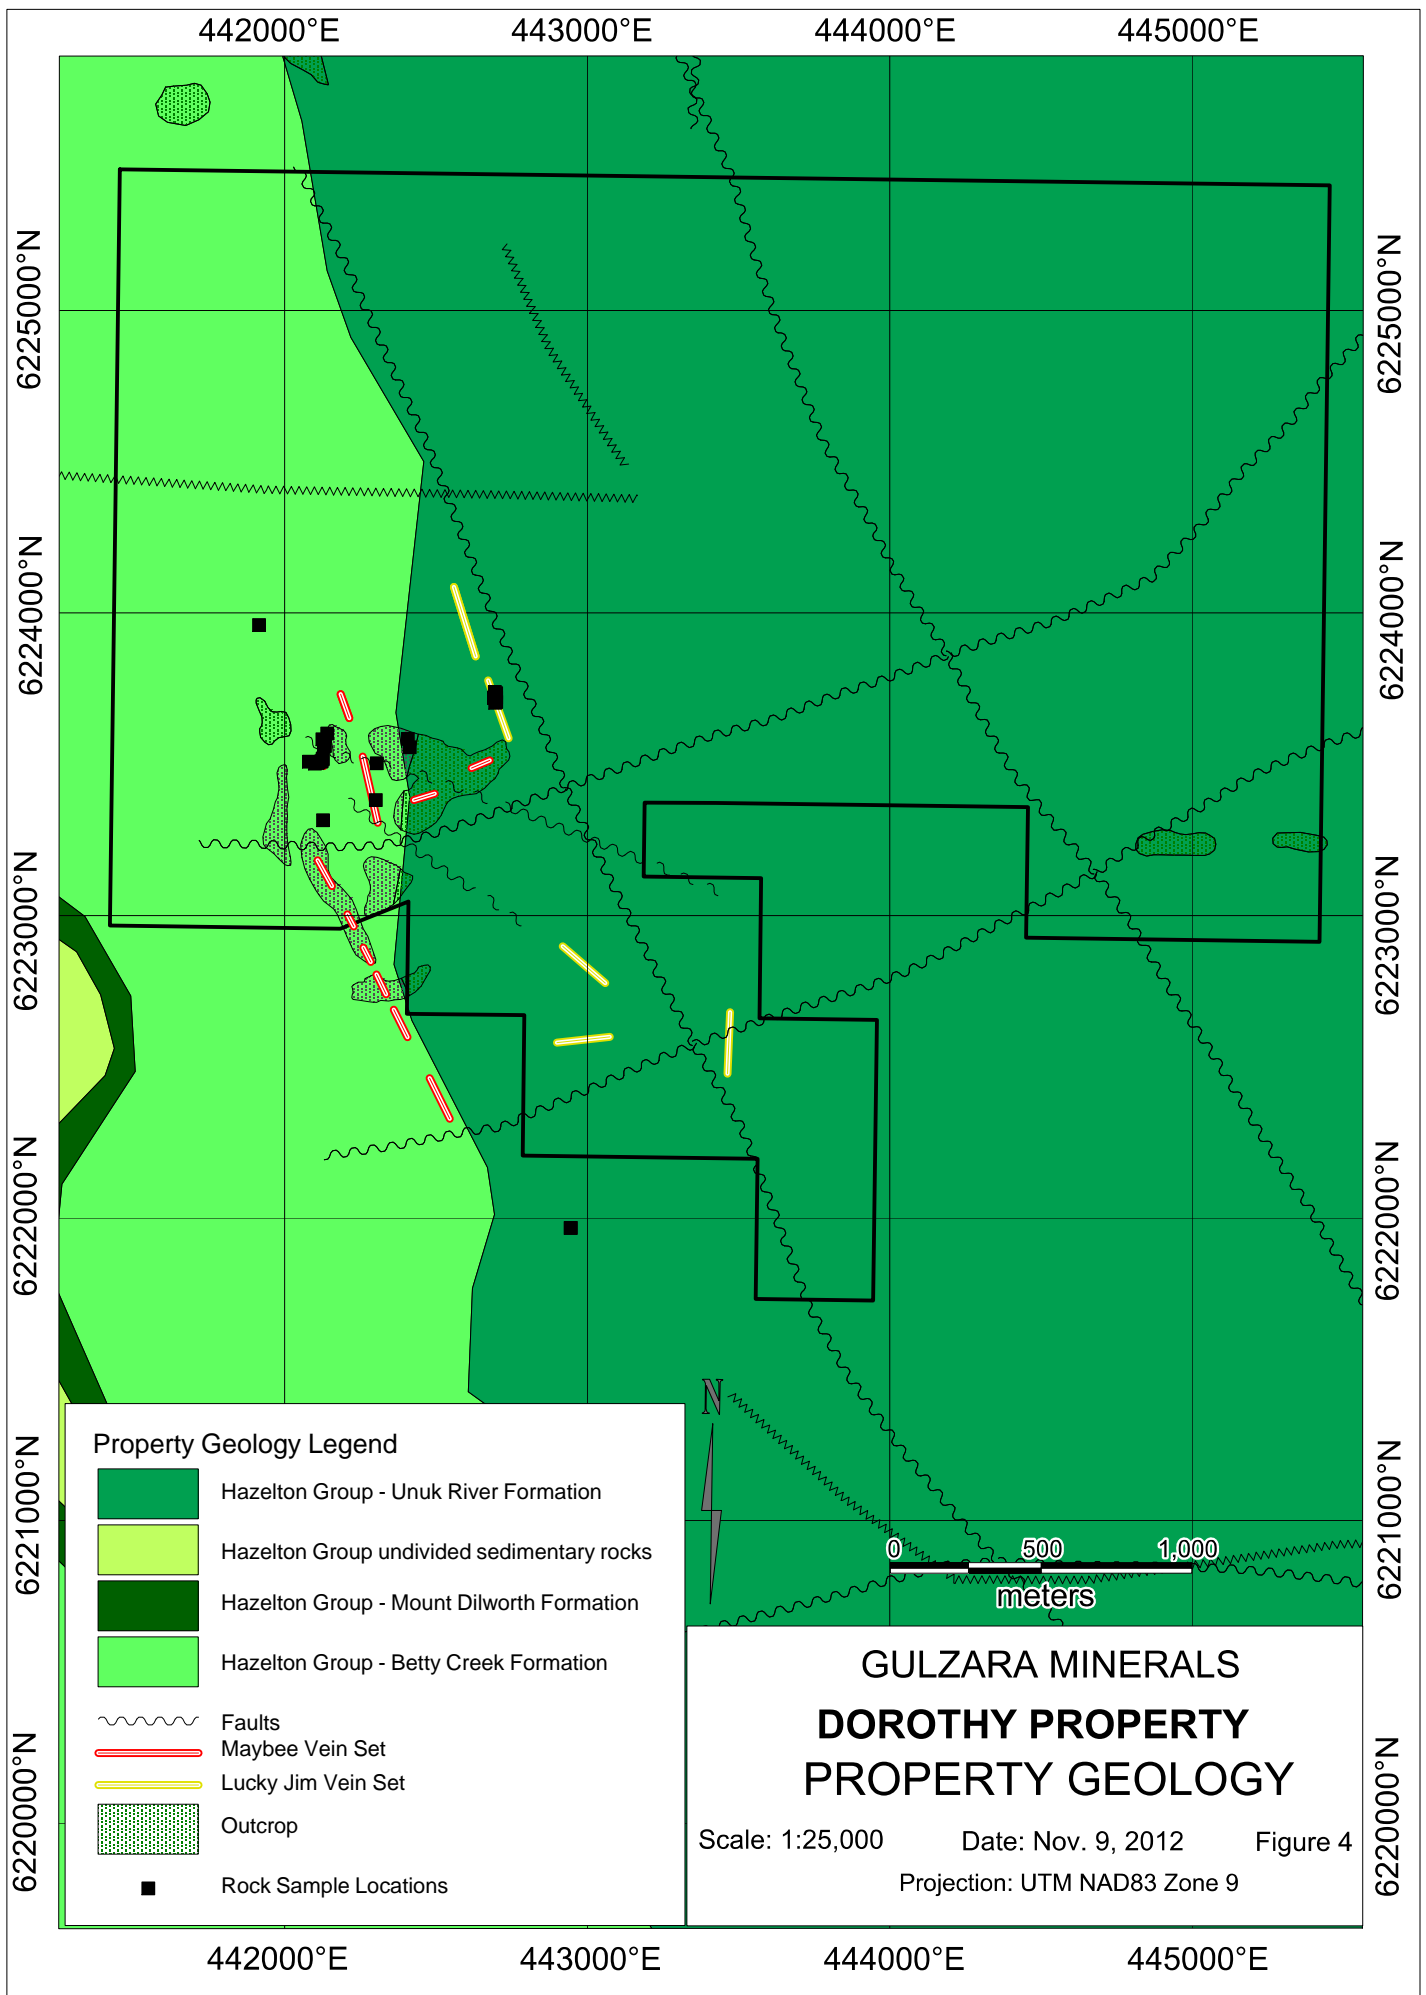 442000°E 443000°E 444000°E 445000°E
6225000°N 6225000°N
6224000°N 6224000°N
6223000°N 6223000°N
6222000°N 6222000°N
6221000°N 6221000°N
6220000°N 6220000°N
N
0 500 1,000
meters
Property Geology Legend
Hazelton Group - Unuk River Formation
Hazelton Group undivided sedimentary rocks
Hazelton Group - Mount Dilworth Formation
Hazelton Group - Betty Creek Formation
Faults
Maybee Vein Set
Lucky Jim Vein Set
Outcrop
Rock Sample Locations
GULZARA MINERALS
DOROTHY PROPERTY
PROPERTY GEOLOGY
Scale: 1:25,000 Date: Nov. 9, 2012 Figure 4
Projection: UTM NAD83 Zone 9
442000°E 443000°E 444000°E 445000°E